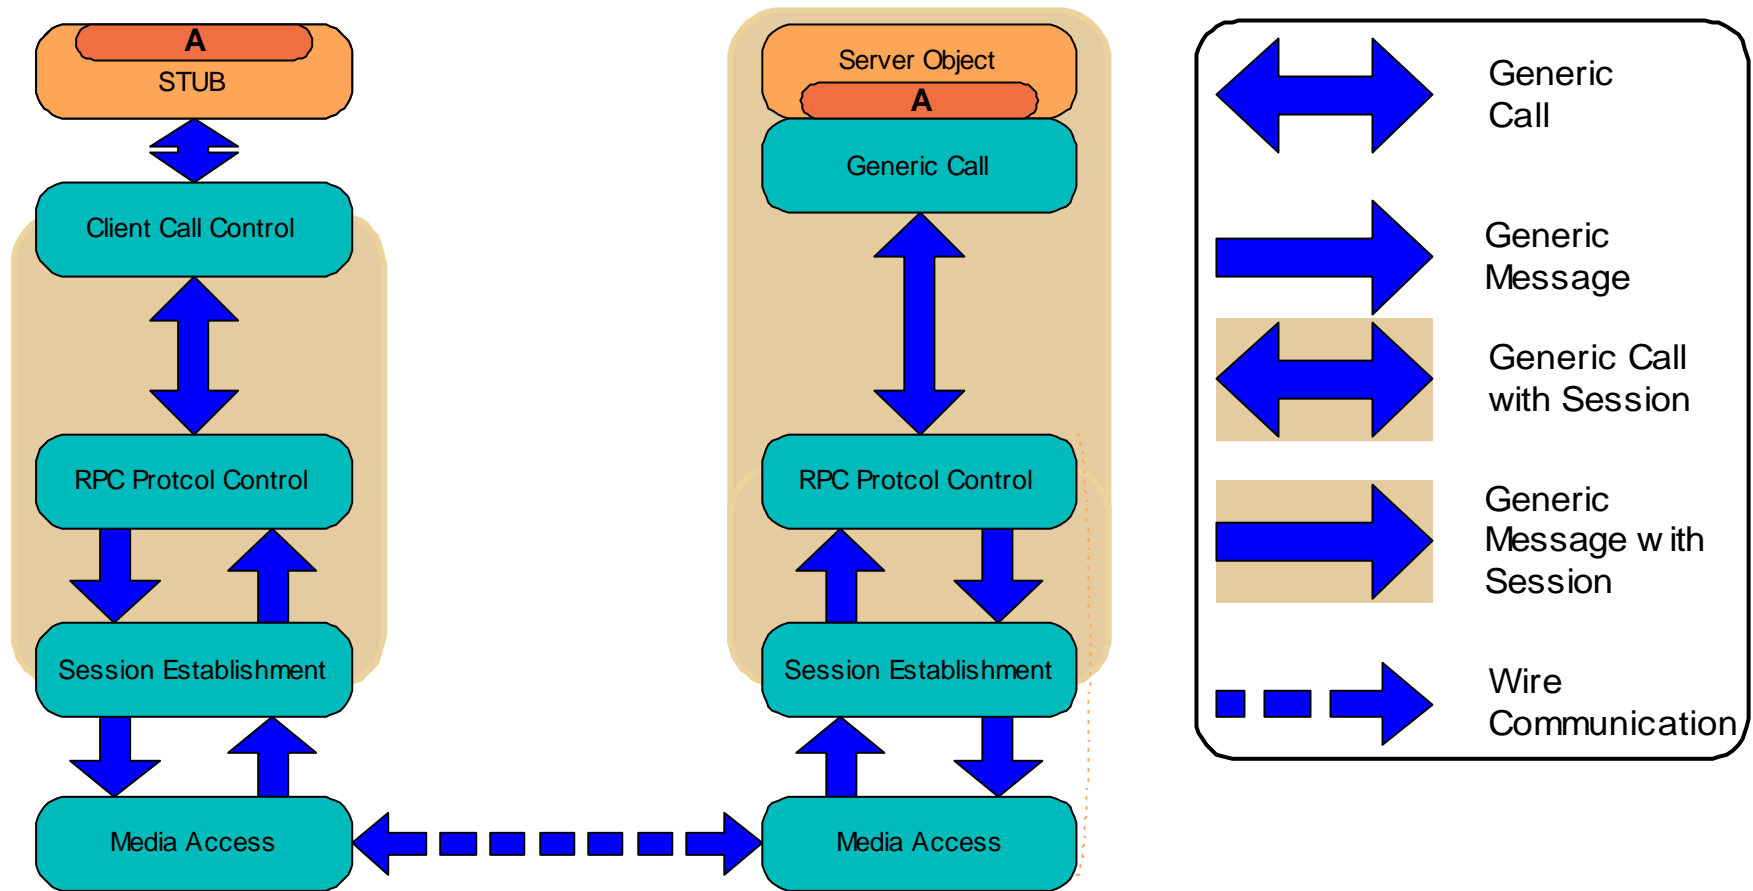 A
STUB
Client Call Control
RPC Protcol Control
Session Establishment
Media Access
Server Object
A
Generic Call
RPC Protcol Control
Session Establishment
Media Access
Generic
Call
Generic
Message
Generic Call
with Session
Generic
Message with
Session
Wire
Communication